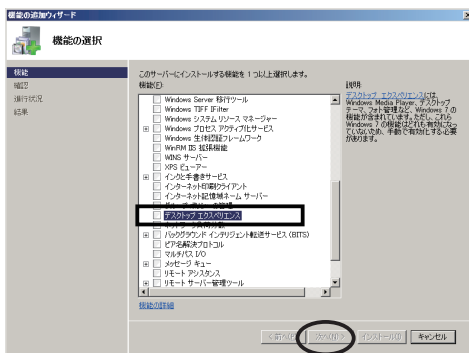 機能の追加ウィザード
機能の選択
機能
確認
進行状況
結果
このサーバーにインストールする機能を 1 つ以上選択します。
機能(F):
Windows Server 移行ツール
Windows TIFF IFilter
Windows システム リソース マネージャー
Windows プロセス アクティブ化サービス
Windows 生体認証フレームワーク
WinRM IIS 拡張機能
WINS サーバー
XPS ビューアー
インクと手書きサービス
インターネット印刷クライアント
インターネット記憶域ネーム サーバー
デスクトップ エクスペリエンス
バックグラウンド インテリジェント転送サービス (BITS)
ピア名解決プロトコル
マルチパス I/O
メッセージ キュー
リモート アシスタンス
リモート サーバー管理ツール
機能の詳細
説明:
デスクトップ エクスペリエンスには、
Windows Media Player、デスクトップ
テーマ、フォト管理など、Windows 7 の
機能が含まれています。ただし、これら
Windows 7 の機能はどれも有効になっ
ていないため、手動で有効化する必要
があります。
< 前へ(P)
次へ(N) >
インストール(I)
キャンセル